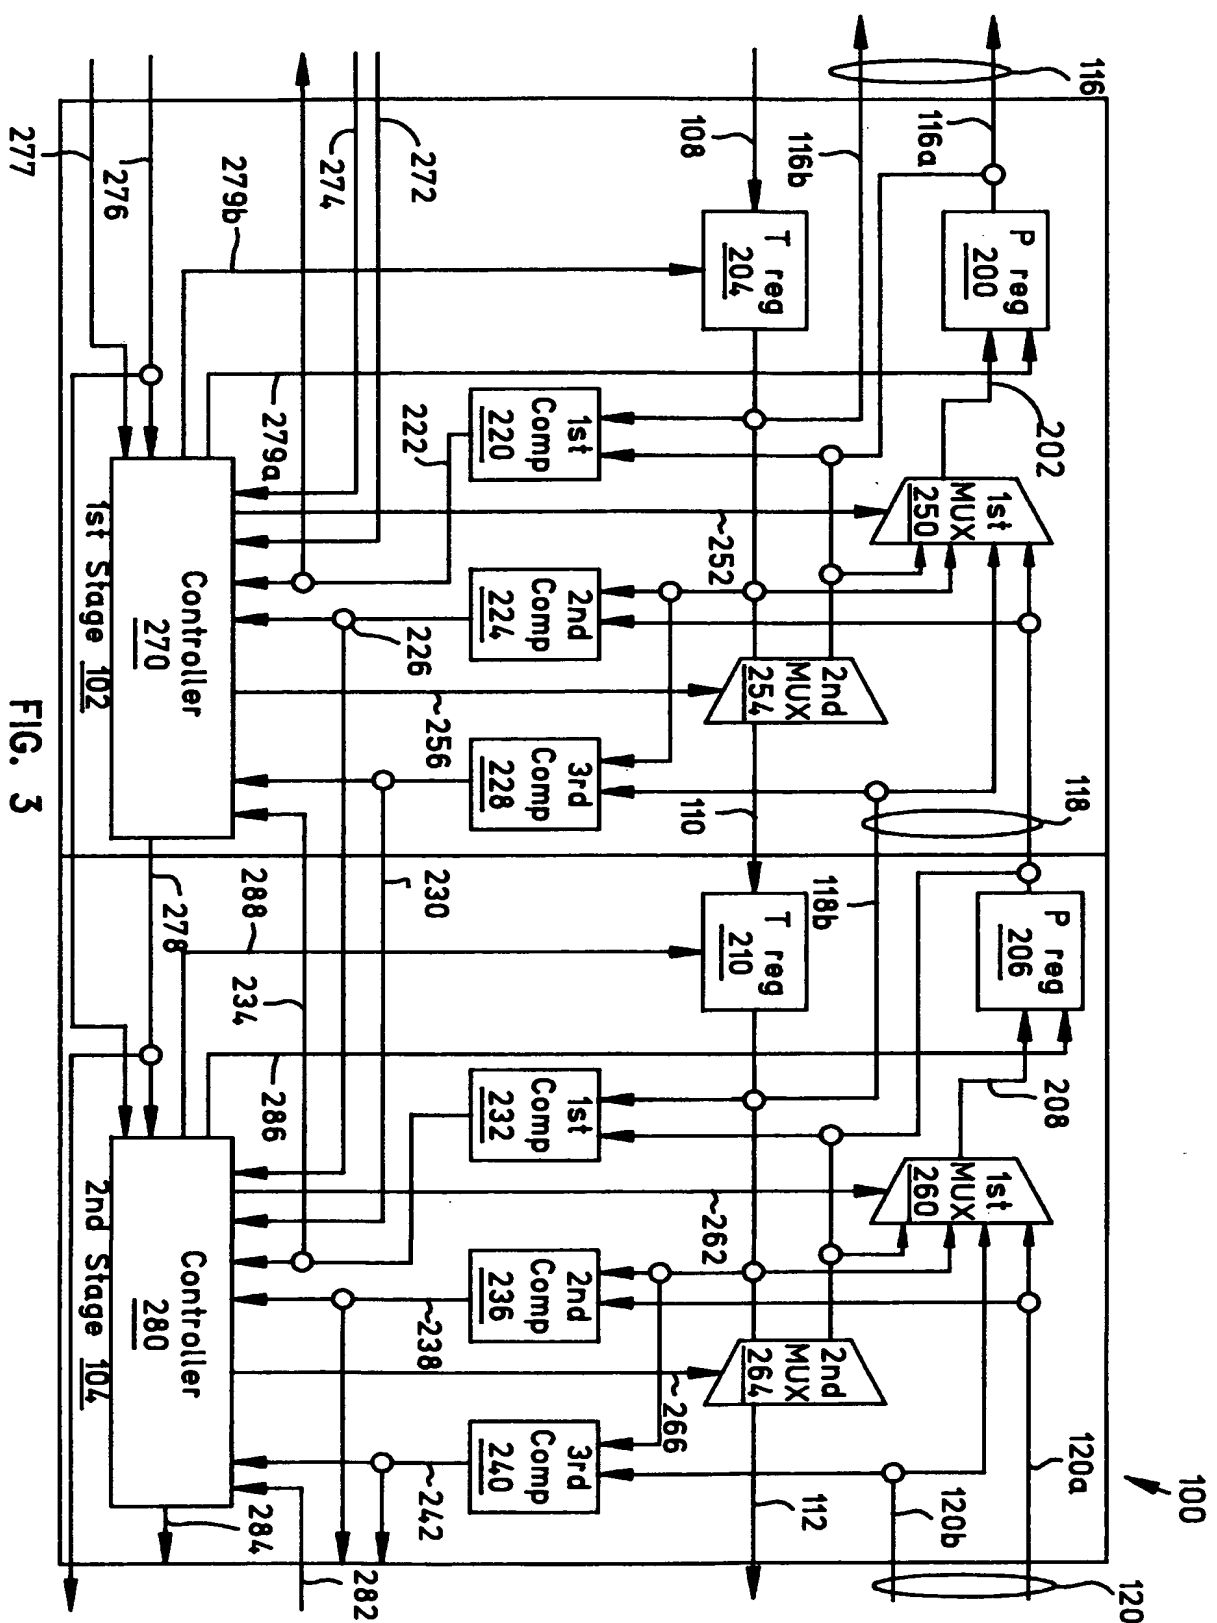 100
116
116a
P reg
200
202
1st
MUX
250
118
P reg
206
208
1st
MUX
260
120a
120
116b
118b
120b
108
T reg
204
2nd
MUX
254
110
T reg
210
2nd
MUX
264
112
252
262
266
1st
Comp
220
2nd
Comp
224
3rd
Comp
228
1st
Comp
232
2nd
Comp
236
3rd
Comp
240
272
274
279b
279a
222
226
256
230
288
234
286
238
242
276
277
Controller
270
278
Controller
280
284
282
1st Stage 102
2nd Stage 104
FIG. 3